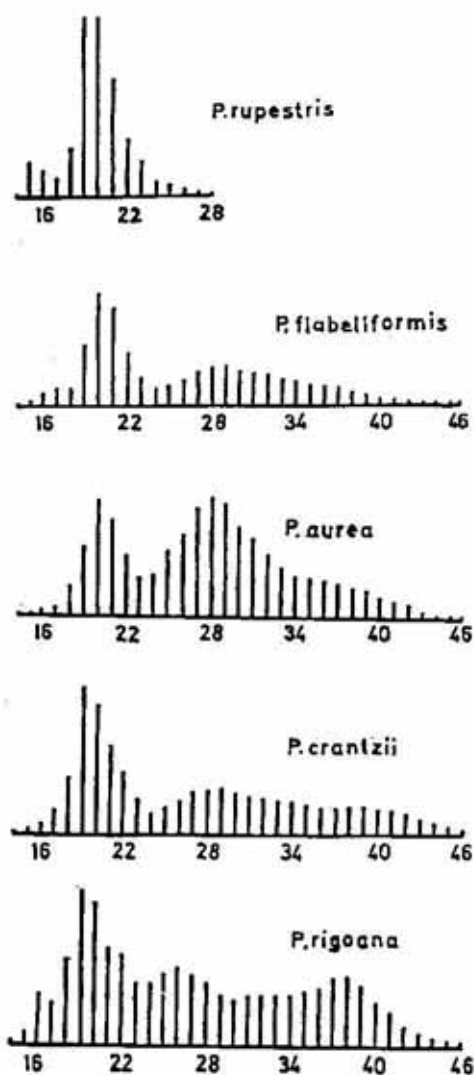 P.rupestris
16 22 28
P.flabeliformis
16 22 28 34 40 46
P.aurea
16 22 28 34 40 46
P.crantzii
16 22 28 34 40 46
P.rigoana
16 22 28 34 40 46